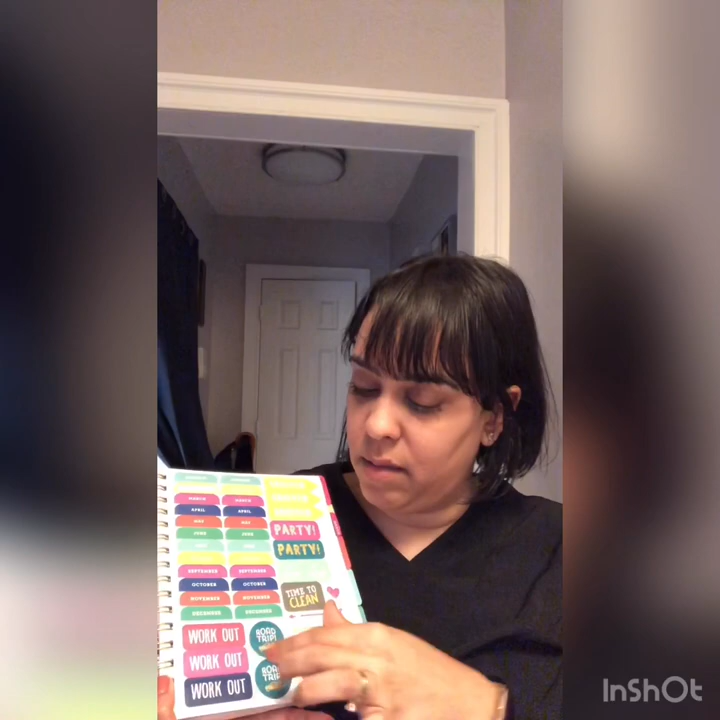 MARCH MARCH
APRIL APRIL
MAY MAY
JUNE JUNE
PARTY!
PARTY!
SEPTEMBER SEPTEMBER
OCTOBER OCTOBER
NOVEMBER NOVEMBER
DECEMBER DECEMBER
TIME TO
CLEAN
WORK OUT
WORK OUT
WORK OUT
ROAD
TRIP!
ROAD
TRIP
InShOt